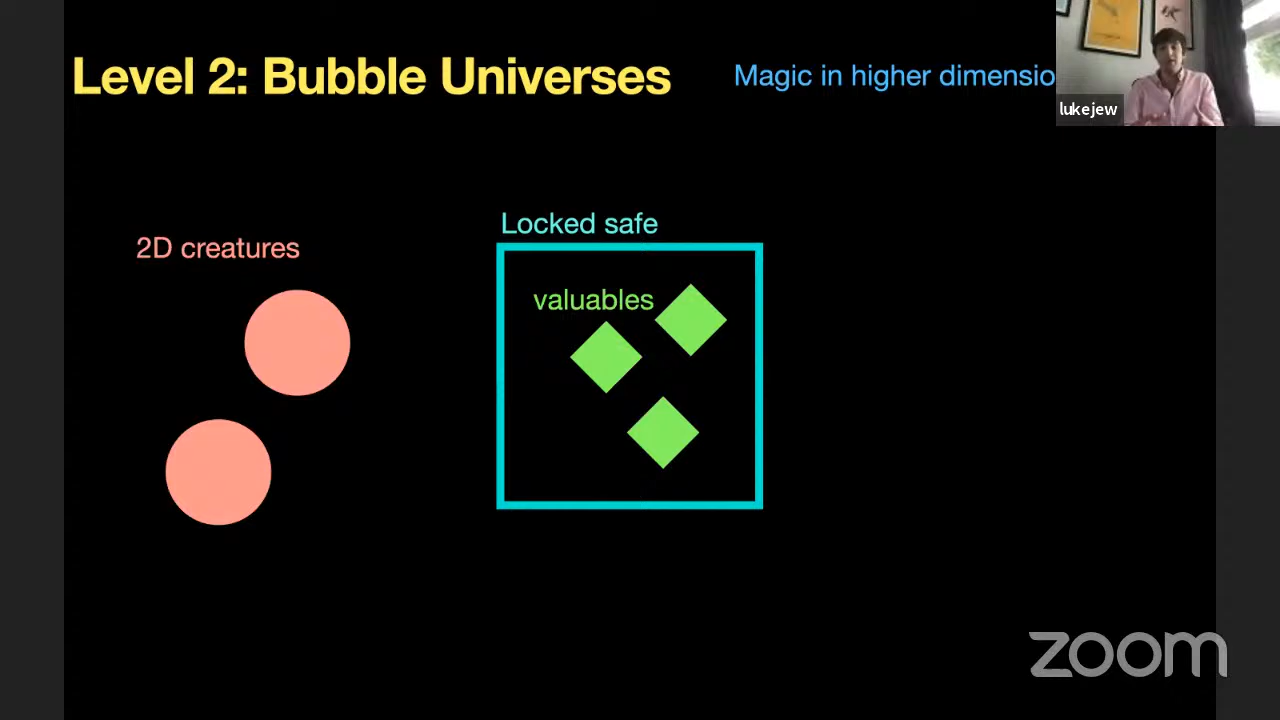 Level 2: Bubble Universes
Magic in higher dimensio
lukejew
Locked safe
2D creatures
valuables
zoom